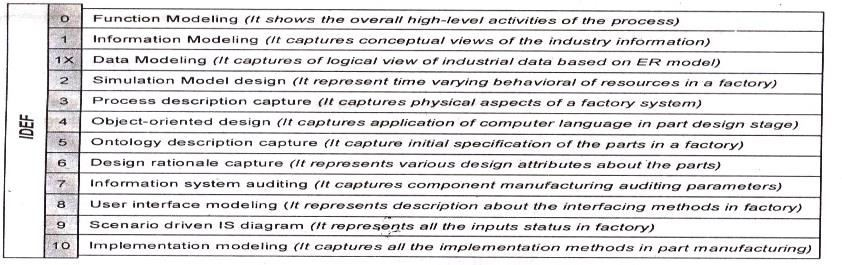 IDEF
0 Function Modeling (It shows the overall high-level activities of the process)
1 Information Modeling (It captures conceptual views of the industry information)
1X Data Modeling (It captures of logical view of industrial data based on ER model)
2 Simulation Model design (It represent time varying behavioral of resources in a factory)
3 Process description capture (It captures physical aspects of a factory system)
4 Object-oriented design (It captures application of computer language in part design stage)
5 Ontology description capture (It capture initial specification of the parts in a factory)
6 Design rationale capture (It represents various design attributes about the parts)
7 Information system auditing (It captures component manufacturing auditing parameters)
8 User interface modeling (It represents description about the interfacing methods in factory)
9 Scenario driven IS diagram (It represents all the inputs status in factory)
10 Implementation modeling (It captures all the implementation methods in part manufacturing)